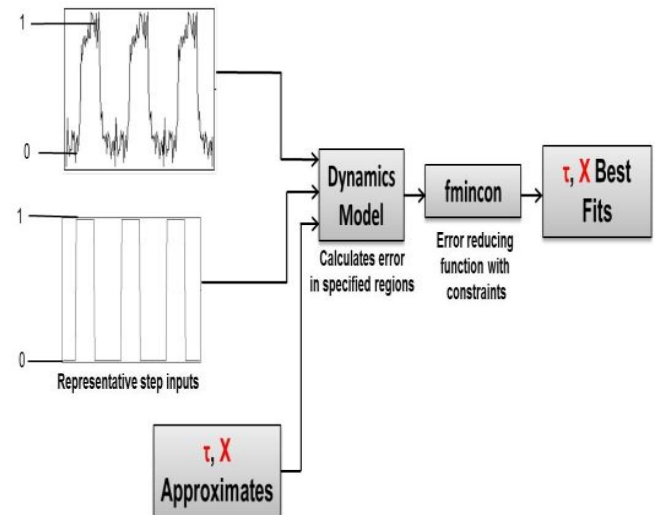 1
0
1
0
Representative step inputs
Dynamics
Model
Calculates error
in specified regions
fmincon
Error reducing
function with
constraints
τ, X Best
Fits
τ, X
Approximates